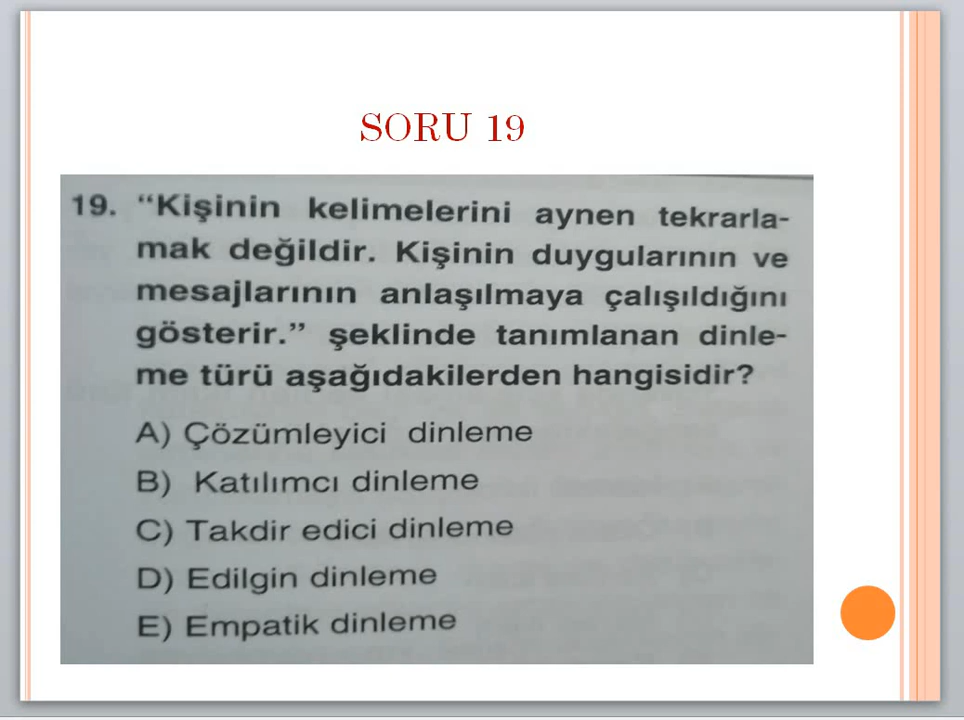 SORU 19
19. “Kişinin kelimelerini aynen tekrarla-
mak değildir. Kişinin duygularının ve
mesajlarının anlaşılmaya çalışıldığını
gösterir.” şeklinde tanımlanan dinle-
me türü aşağıdakilerden hangisidir?
A) Çözümleyici dinleme
B) Katılımcı dinleme
C) Takdir edici dinleme
D) Edilgin dinleme
E) Empatik dinleme